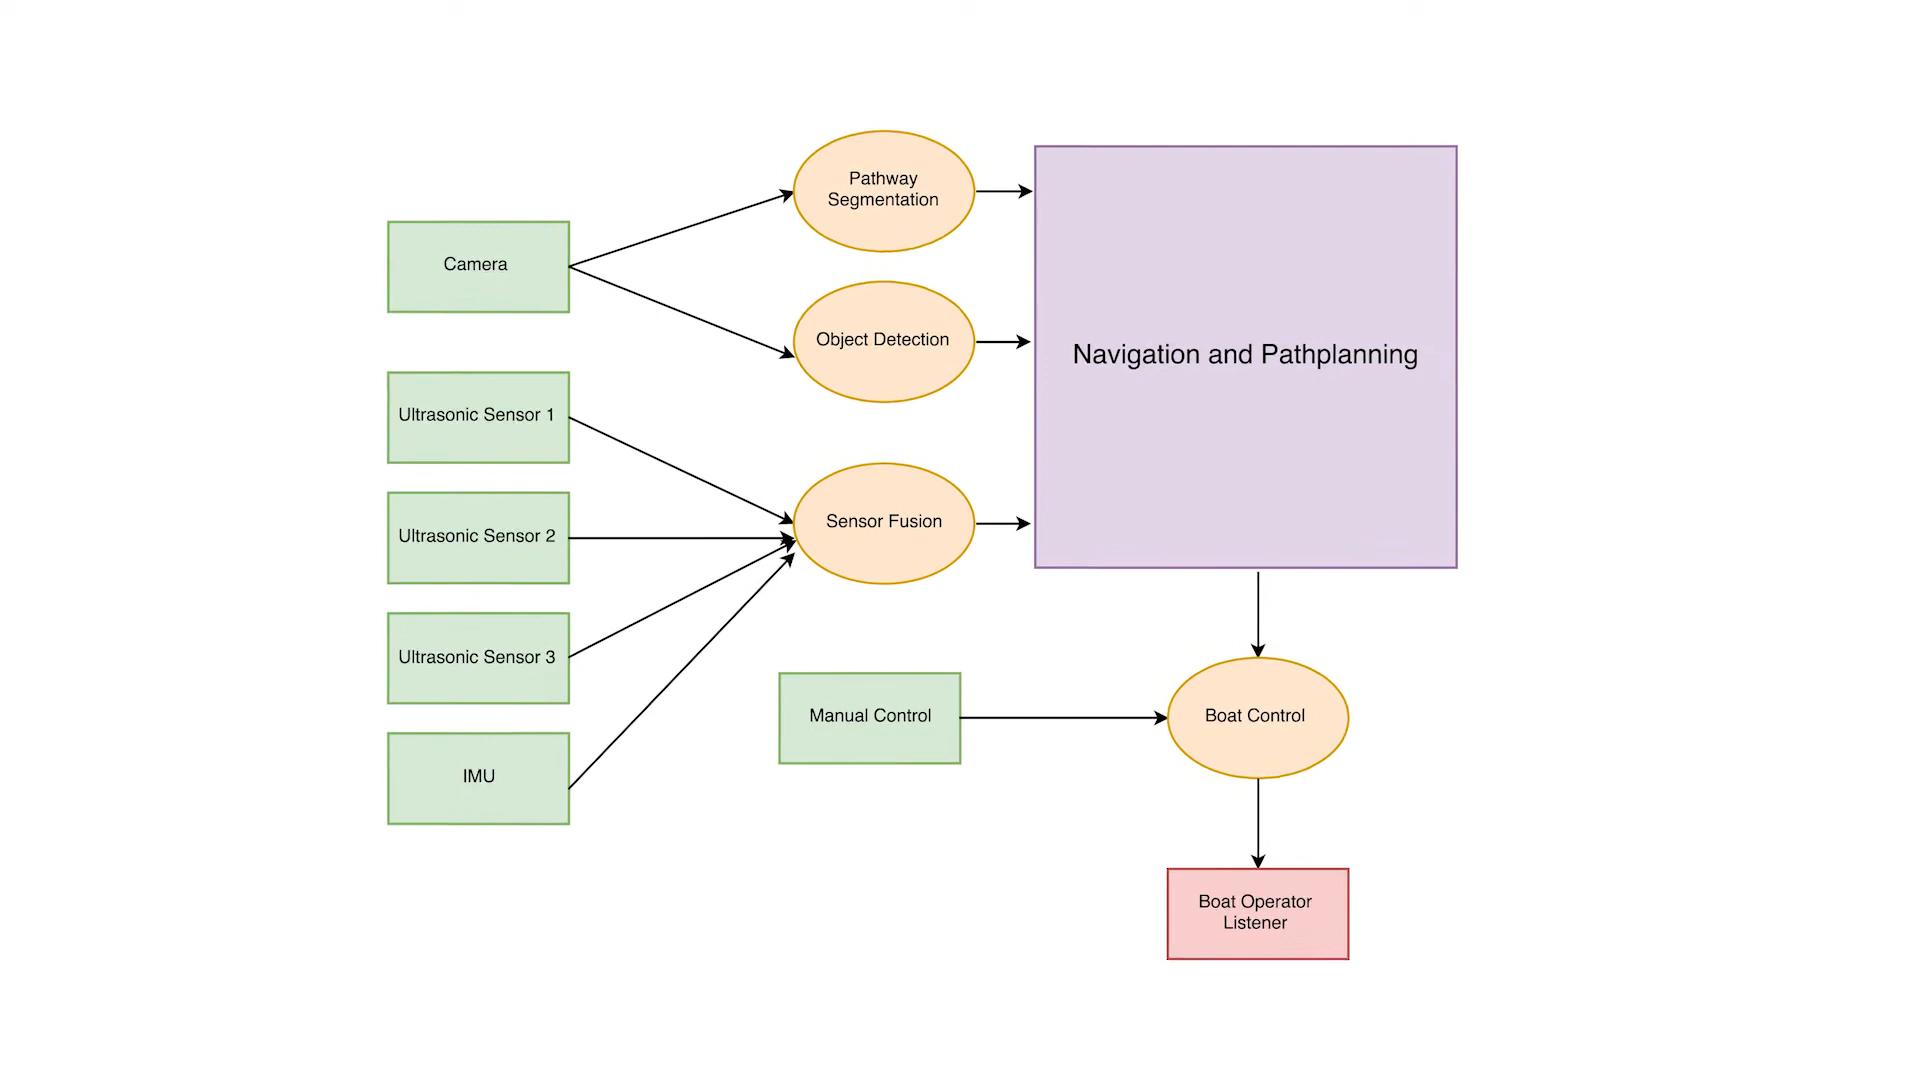 Pathway
Segmentation
Camera
Object Detection
Navigation and Pathplanning
Ultrasonic Sensor 1
Sensor Fusion
Ultrasonic Sensor 2
Ultrasonic Sensor 3
Manual Control
Boat Control
IMU
Boat Operator
Listener